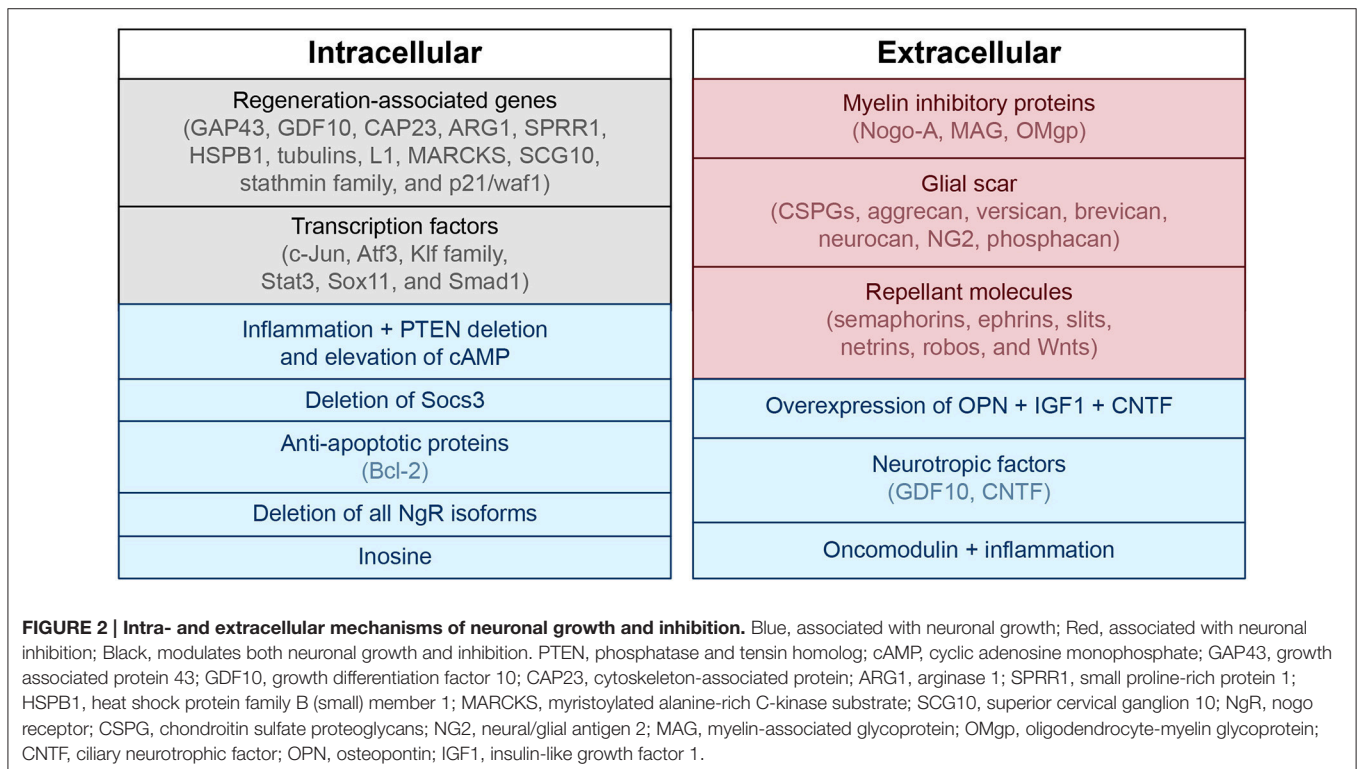 Intracellular
Regeneration-associated genes
(GAP43, GDF10, CAP23, ARG1, SPRR1,
HSPB1, tubulins, L1, MARCKS, SCG10,
stathmin family, and p21/waf1)
Transcription factors
(c-Jun, Atf3, Klf family,
Stat3, Sox11, and Smad1)
Inflammation + PTEN deletion
and elevation of cAMP
Deletion of Socs3
Anti-apoptotic proteins
(Bcl-2)
Deletion of all NgR isoforms
Inosine
Extracellular
Myelin inhibitory proteins
(Nogo-A, MAG, OMgp)
Glial scar
(CSPGs, aggrecan, versican, brevican,
neurocan, NG2, phosphacan)
Repellant molecules
(semaphorins, ephrins, slits,
netrins, robos, and Wnts)
Overexpression of OPN + IGF1 + CNTF
Neurotropic factors
(GDF10, CNTF)
Oncomodulin + inflammation
FIGURE 2 | Intra- and extracellular mechanisms of neuronal growth and inhibition. Blue, associated with neuronal growth; Red, associated with neuronal
inhibition; Black, modulates both neuronal growth and inhibition. PTEN, phosphatase and tensin homolog; cAMP, cyclic adenosine monophosphate; GAP43, growth
associated protein 43; GDF10, growth differentiation factor 10; CAP23, cytoskeleton-associated protein; ARG1, arginase 1; SPRR1, small proline-rich protein 1;
HSPB1, heat shock protein family B (small) member 1; MARCKS, myristoylated alanine-rich C-kinase substrate; SCG10, superior cervical ganglion 10; NgR, nogo
receptor; CSPG, chondroitin sulfate proteoglycans; NG2, neural/glial antigen 2; MAG, myelin-associated glycoprotein; OMgp, oligodendrocyte-myelin glycoprotein;
CNTF, ciliary neurotrophic factor; OPN, osteopontin; IGF1, insulin-like growth factor 1.